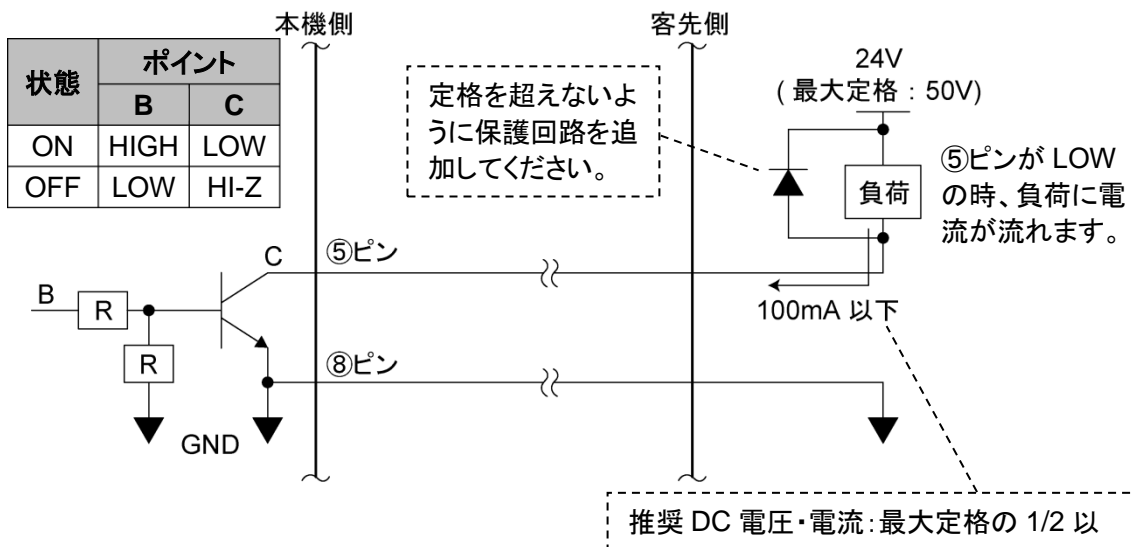 本機側
客先側
状態 ポイント
B C
ON HIGH LOW
OFF LOW HI-Z
定格を超えないよ
うに保護回路を追
加してください。
24V
(最大定格：50V)
負荷
⑤ピンが LOW
の時、負荷に電
流が流れます。
C
⑤ピン
B
R
100mA 以下
R
⑧ピン
GND
推奨 DC 電圧・電流：最大定格の 1/2 以